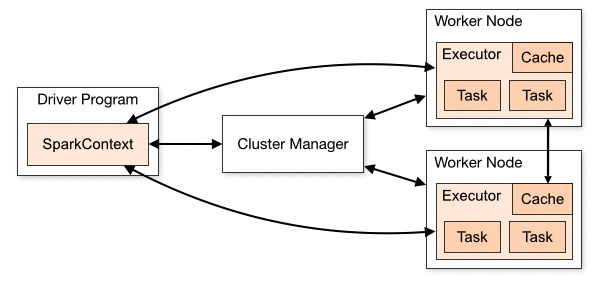 Driver Program
SparkContext
Cluster Manager
Worker Node
Executor
Cache
Task
Task
Worker Node
Executor
Cache
Task
Task